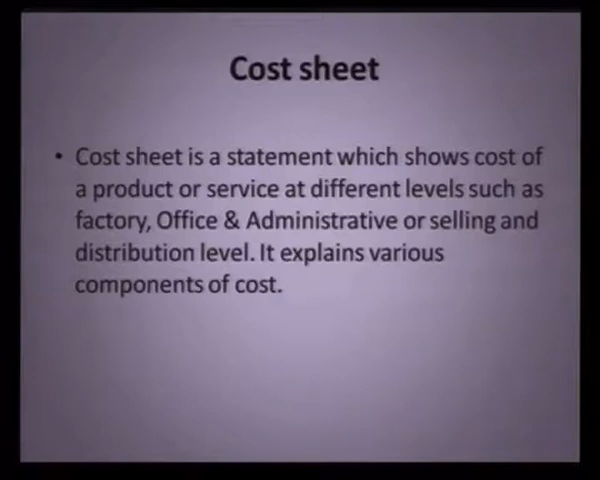 Cost sheet
• Cost sheet is a statement which shows cost of
a product or service at different levels such as
factory, Office & Administrative or selling and
distribution level. It explains various
components of cost.